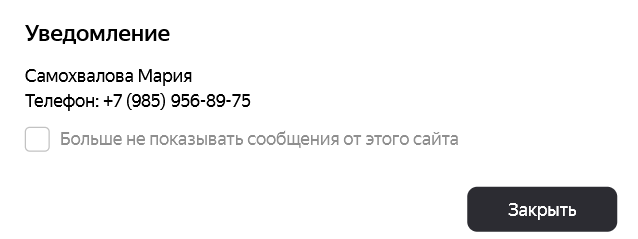 Уведомление
Самохвалова Мария
Телефон: +7 (985) 956-89-75
Больше не показывать сообщения от этого сайта
Закрыть